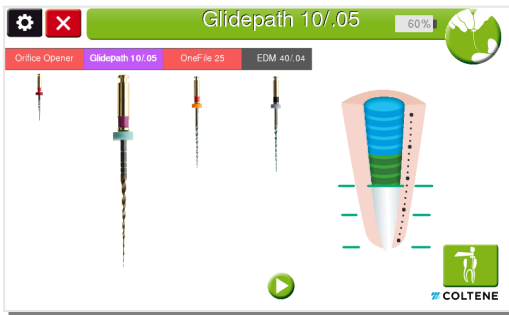 Glidepath 10/.05
60%
Orifice Opener
Glidepath 10/.05
OneFile 25
EDM 40/.04
COLTENE